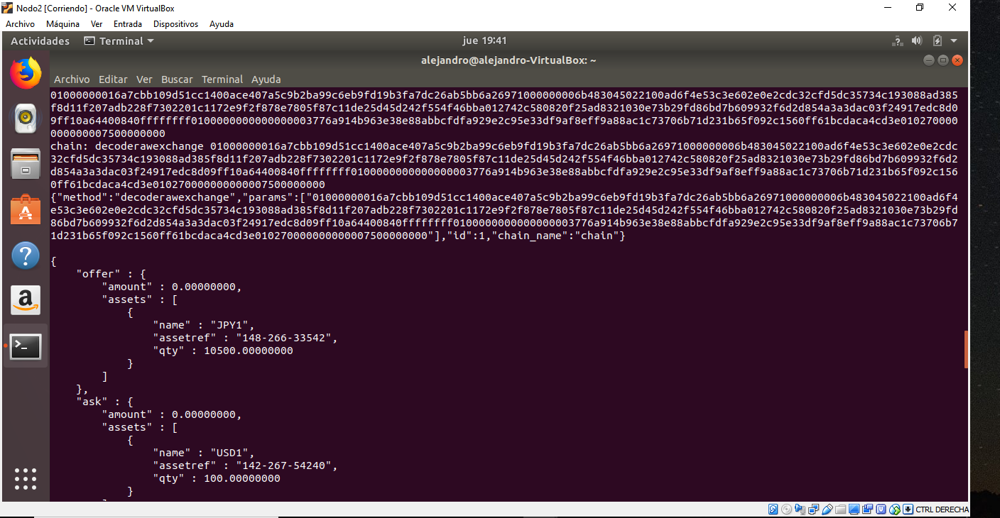 Nodo2 [Corriendo] - Oracle VM VirtualBox
Archivo Máquina Ver Entrada Dispositivos Ayuda
Actividades Terminal jue 19:41
alejandro@alejandro-VirtualBox: ~
Archivo Editar Ver Buscar Terminal Ayuda
01000000016a7cbb109d51cc1400ace407a5c9b2ba99c6eb9fd19b3fa7dc26ab5bb6a26971000000006b483045022100ad6f4e53c3e602e0e2cdc32cfd5dc35734c193088ad385
f8d11f207adb228f7302201c1172e9f2f878e7805f87c11de25d45d242f554f46bba012742c580820f25ad8321030e73b29fd86bd7b609932f6d2d854a3a3dac03f24917edc8d0
9ff10a64400840ffffffff0100000000000000003776a914b963e38e88abbcfdfa929e2c95e33df9af8eff9a88ac1c73706b71d231b65f092c1560ff61bcdaca4cd3e010270000
000000007500000000
chain: decoderawexchange 01000000016a7cbb109d51cc1400ace407a5c9b2ba99c6eb9fd19b3fa7dc26ab5bb6a26971000000006b483045022100ad6f4e53c3e602e0e2cdc
32cfd5dc35734c193088ad385f8d11f207adb228f7302201c1172e9f2f878e7805f87c11de25d45d242f554f46bba012742c580820f25ad8321030e73b29fd86bd7b609932f6d2
d854a3a3dac03f24917edc8d09ff10a64400840ffffffff0100000000000000003776a914b963e38e88abbcfdfa929e2c95e33df9af8eff9a88ac1c73706b71d231b65f092c156
0ff61bcdaca4cd3e010270000000000007500000000
{"method":"decoderawexchange","params":["01000000016a7cbb109d51cc1400ace407a5c9b2ba99c6eb9fd19b3fa7dc26ab5bb6a26971000000006b483045022100ad6f4
e53c3e602e0e2cdc32cfd5dc35734c193088ad385f8d11f207adb228f7302201c1172e9f2f878e7805f87c11de25d45d242f554f46bba012742c580820f25ad8321030e73b29fd
86bd7b609932f6d2d854a3a3dac03f24917edc8d09ff10a64400840ffffffff0100000000000000003776a914b963e38e88abbcfdfa929e2c95e33df9af8eff9a88ac1c73706b7
1d231b65f092c1560ff61bcdaca4cd3e010270000000000007500000000"],"id":1,"chain_name":"chain"}
{
"offer" : {
"amount" : 0.00000000,
"assets" : [
{
"name" : "JPY1",
"assetref" : "148-266-33542",
"qty" : 10500.00000000
}
]
},
"ask" : {
"amount" : 0.00000000,
"assets" : [
{
"name" : "USD1",
"assetref" : "142-267-54240",
"qty" : 100.00000000
}
CTRL DERECHA